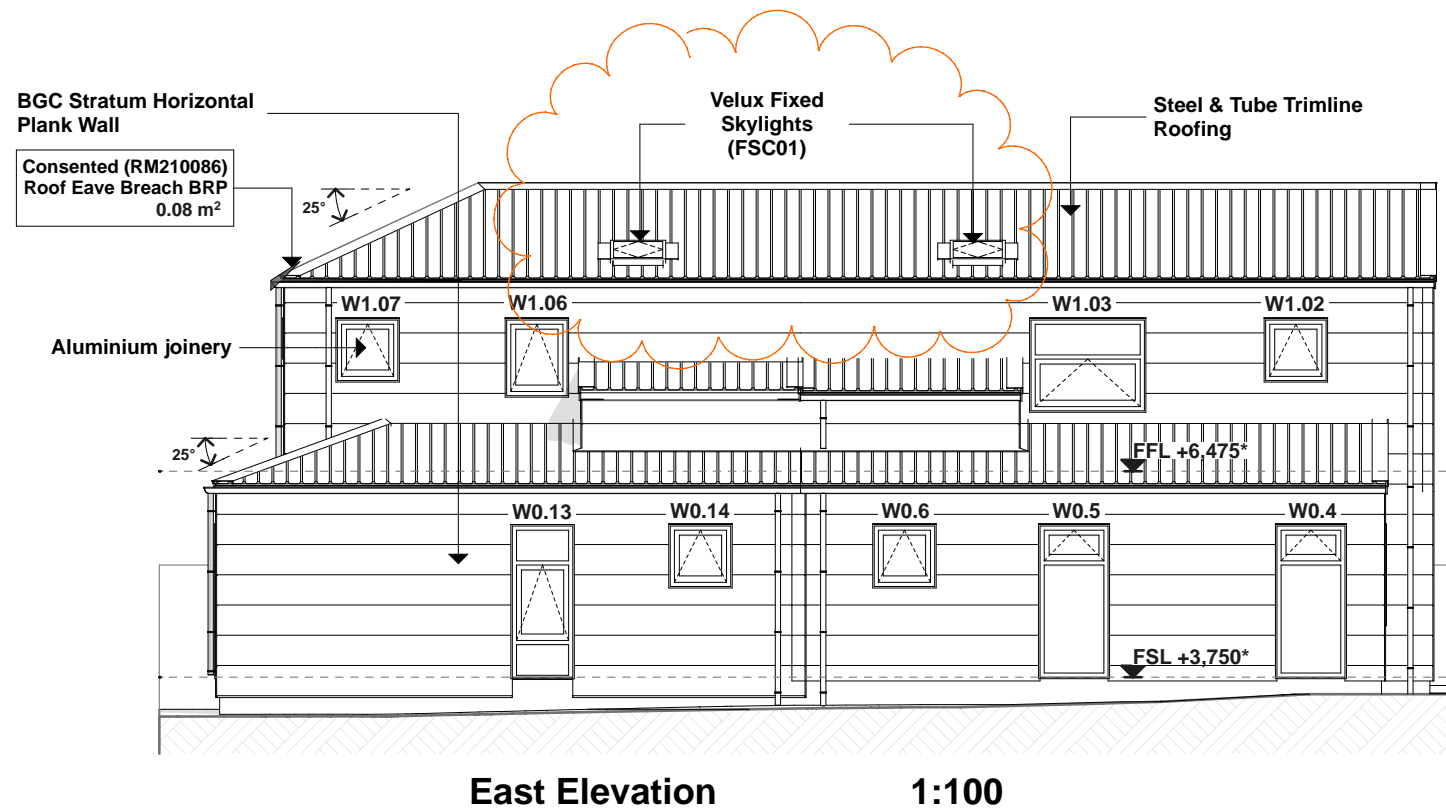 BGC Stratum Horizontal
Plank Wall
Velux Fixed
Skylights
(FSC01)
Steel & Tube Trimline
Roofing
Consented (RM210086)
Roof Eave Breach BRP
0.08 m²
25°
W1.07
W1.06
W1.03
W1.02
Aluminium joinery
25°
FFL +6,475*
W0.13
W0.14
W0.6
W0.5
W0.4
FSL +3,750*
East Elevation 1:100